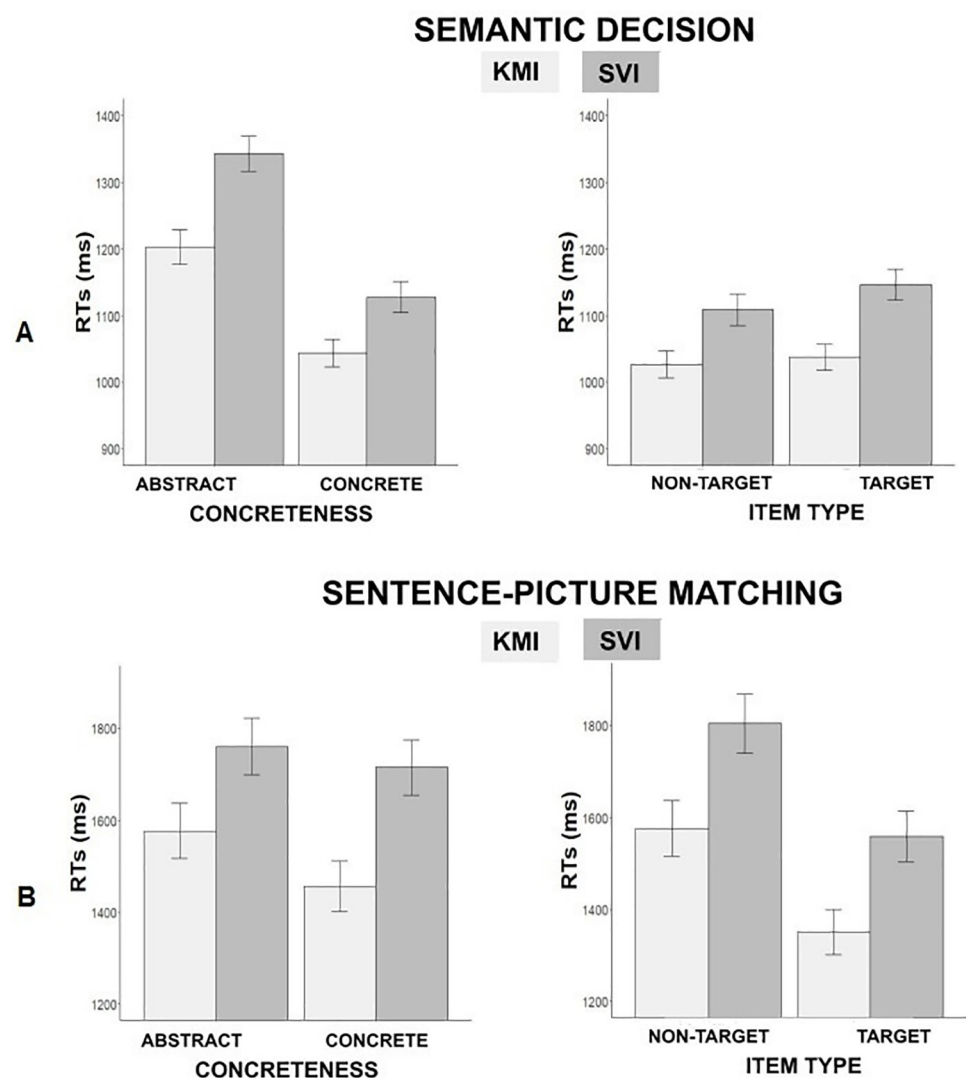 SEMANTIC DECISION
KMI SVI
A
RTs (ms)
1400
1300
1200
1100
1000
900
ABSTRACT CONCRETE
CONCRETENESS
RTs (ms)
1400
1300
1200
1100
1000
900
NON-TARGET TARGET
ITEM TYPE
SENTENCE-PICTURE MATCHING
KMI SVI
B
RTs (ms)
1800
1600
1400
1200
ABSTRACT CONCRETE
CONCRETENESS
RTs (ms)
1800
1600
1400
1200
NON-TARGET TARGET
ITEM TYPE